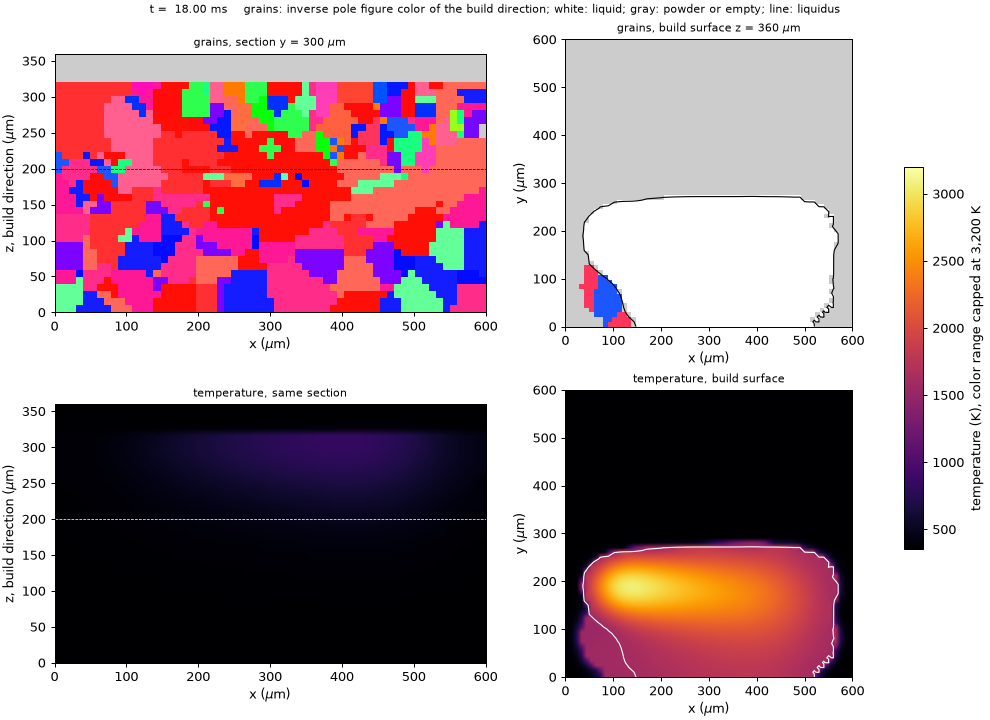 t =  18.00 ms    grains: inverse pole figure color of the build direction; white: liquid; gray: powder or empty; line: liquidus
grains, section y = 300 μm
350
300
250
200
150
100
50
0
z, build direction (μm)
0 100 200 300 400 500 600
x (μm)
grains, build surface z = 360 μm
600
500
400
300
200
100
0
y (μm)
0 100 200 300 400 500 600
x (μm)
temperature, same section
350
300
250
200
150
100
50
0
z, build direction (μm)
0 100 200 300 400 500 600
x (μm)
temperature, build surface
600
500
400
300
200
100
0
y (μm)
0 100 200 300 400 500 600
x (μm)
3000
2500
2000
1500
1000
500
temperature (K), color range capped at 3,200 K